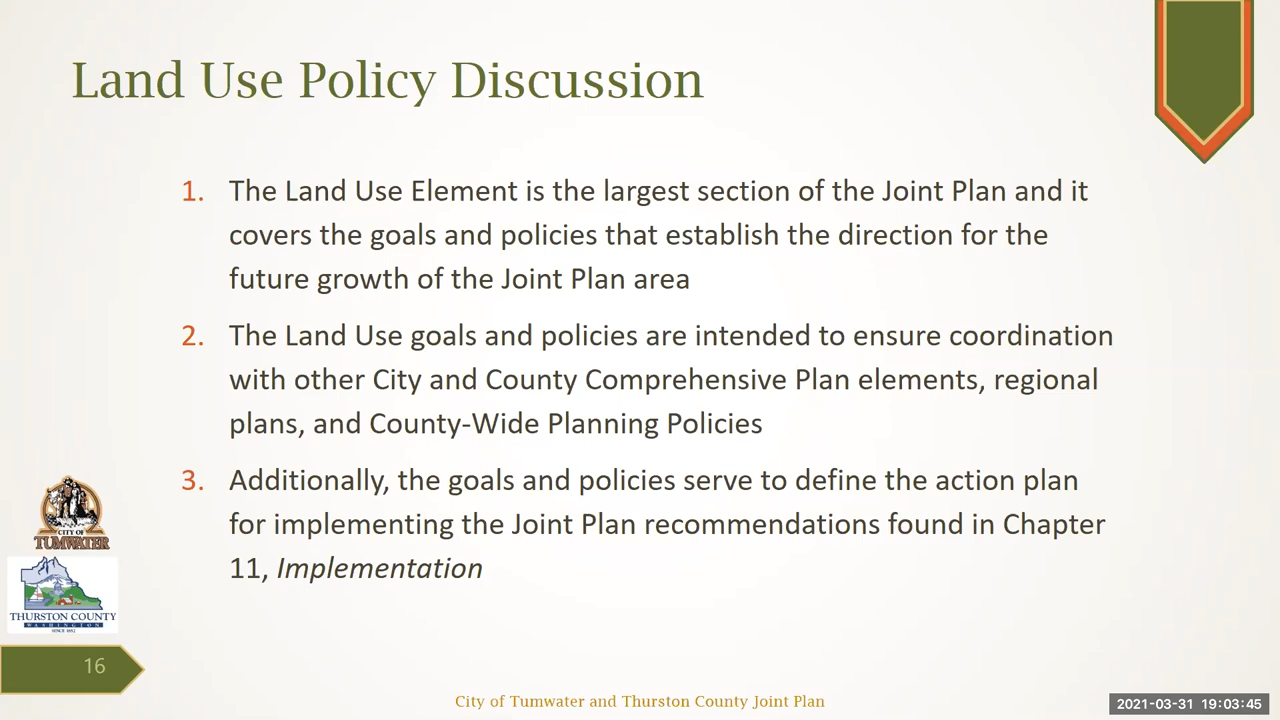 Land Use Policy Discussion
1. The Land Use Element is the largest section of the Joint Plan and it
covers the goals and policies that establish the direction for the
future growth of the Joint Plan area
2. The Land Use goals and policies are intended to ensure coordination
with other City and County Comprehensive Plan elements, regional
plans, and County-Wide Planning Policies
3. Additionally, the goals and policies serve to define the action plan
for implementing the Joint Plan recommendations found in Chapter
11, Implementation
CITY OF
TUMWATER
THURSTON COUNTY
WASHINGTON
SINCE 1852
16
City of Tumwater and Thurston County Joint Plan
2021-03-31 19:03:45